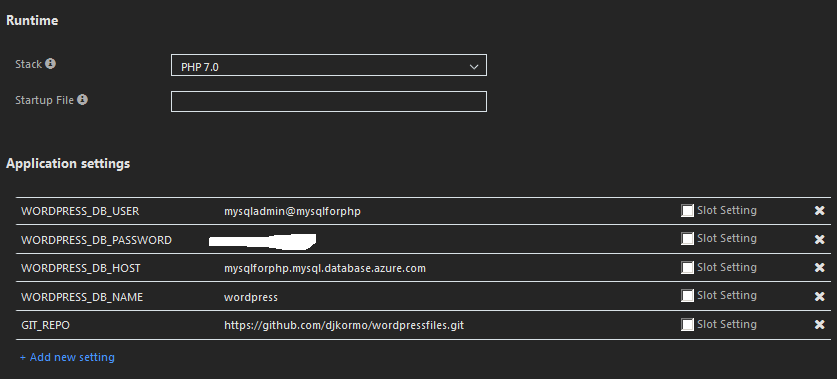 Runtime
Stack
PHP 7.0
Startup File
Application settings
WORDPRESS_DB_USER mysqladmin@mysqlforphp Slot Setting
WORDPRESS_DB_PASSWORD Slot Setting
WORDPRESS_DB_HOST mysqlforphp.mysql.database.azure.com Slot Setting
WORDPRESS_DB_NAME wordpress Slot Setting
GIT_REPO https://github.com/djkormo/wordpressfiles.git Slot Setting
+ Add new setting